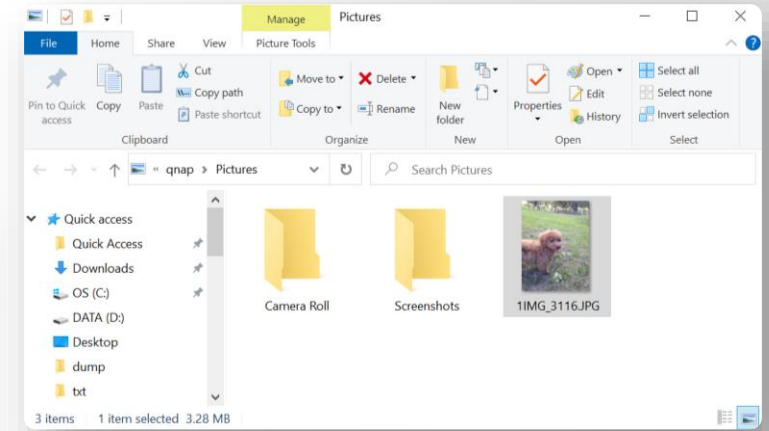 Manage Pictures
File Home Share View Picture Tools
Pin to Quick access
Copy
Paste
Cut
Copy path
Paste shortcut
Clipboard
Move to
Copy to
Delete
Rename
Organize
New folder
New
Properties
Open
Edit
History
Open
Select all
Select none
Invert selection
Select
« qnap › Pictures
Search Pictures
Quick access
Quick Access
Downloads
OS (C:)
DATA (D:)
Desktop
dump
txt
Camera Roll
Screenshots
1IMG_3116.JPG
3 items 1 item selected 3.28 MB